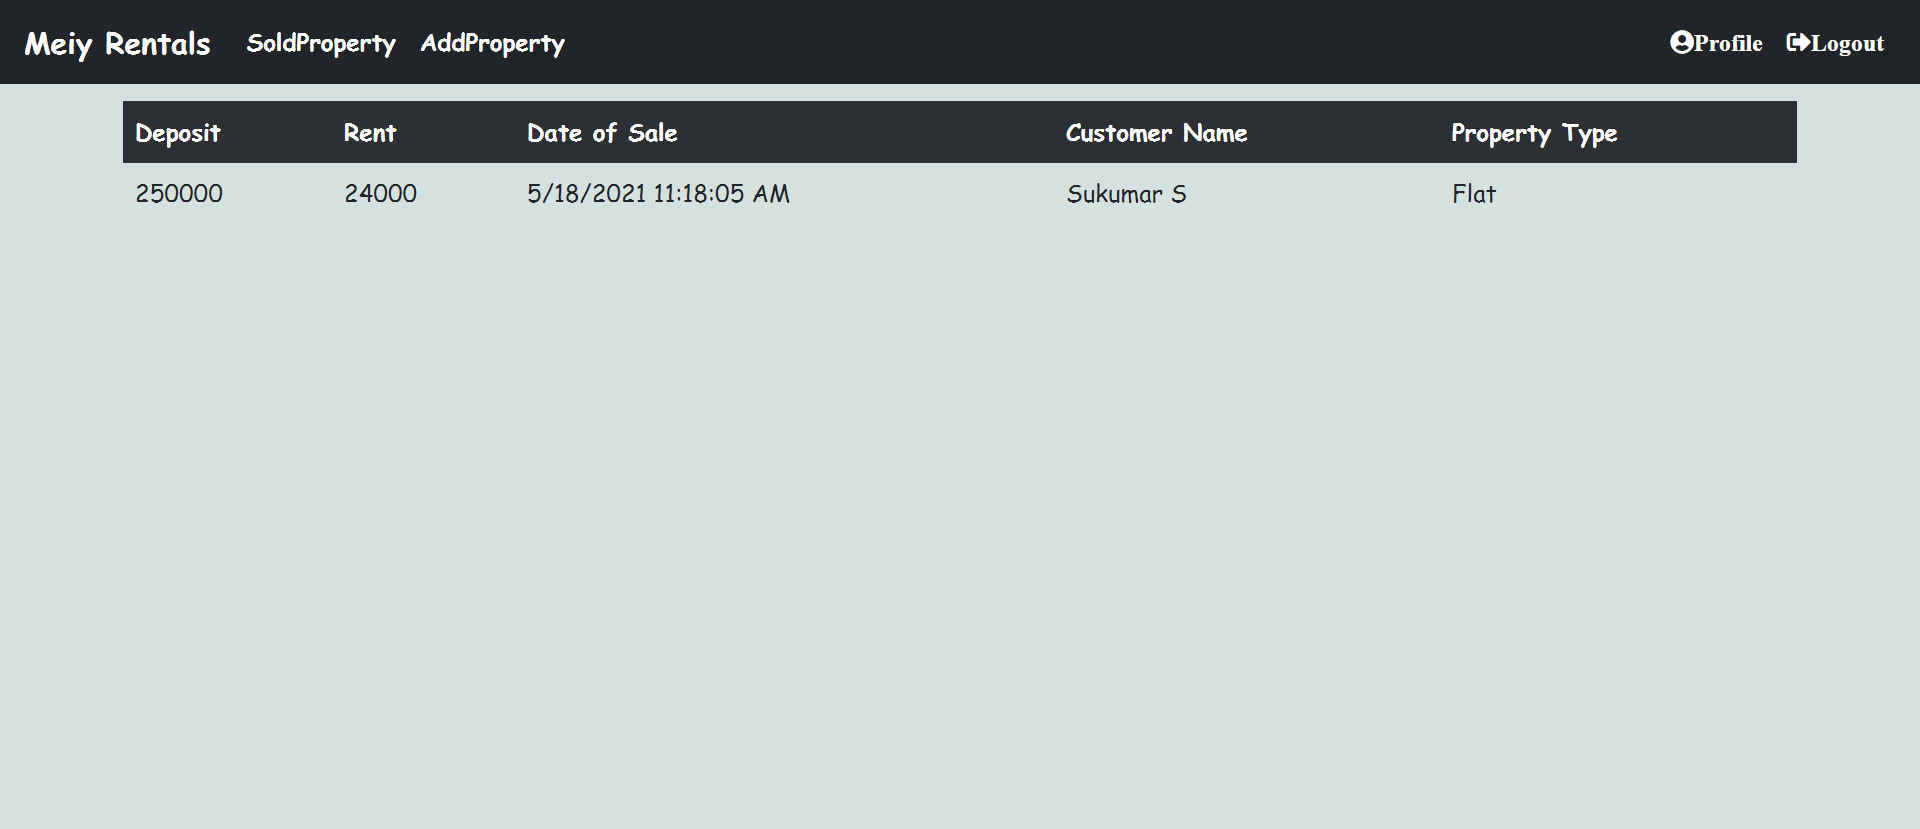 Meiy Rentals SoldProperty AddProperty Profile Logout
Deposit Rent Date of Sale Customer Name Property Type
250000 24000 5/18/2021 11:18:05 AM Sukumar S Flat